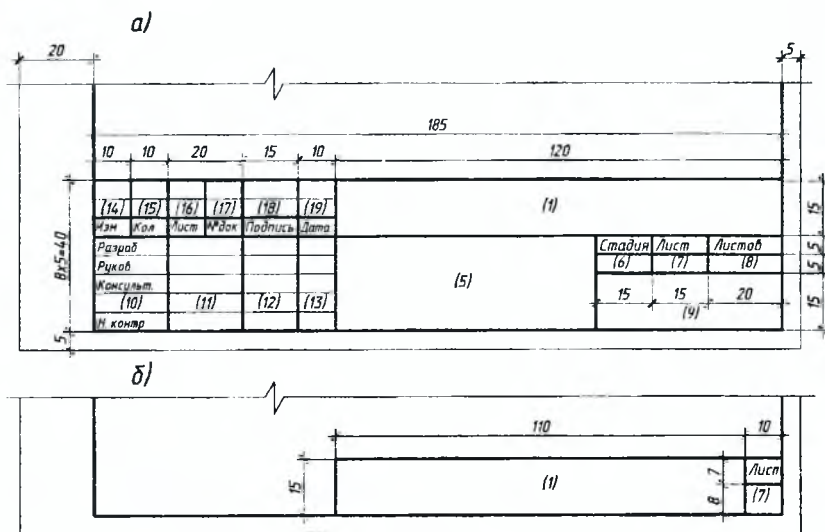 а)
20
5
185
10 10 20 15 10 120
(14) (15) (16) (17) (18) (19) (1)
15
Изм Кол Лист №док Подпись Дата
8х5=40
Разраб
Стадия Лист Листов
5
Руков
(5)
(6) (7) (8)
5
Консульт.
15 15 20
(10) (11) (12) (13)
(9)
15
Н. контр
5
б)
110 10
15
(1)
7
Лист
8
(7)